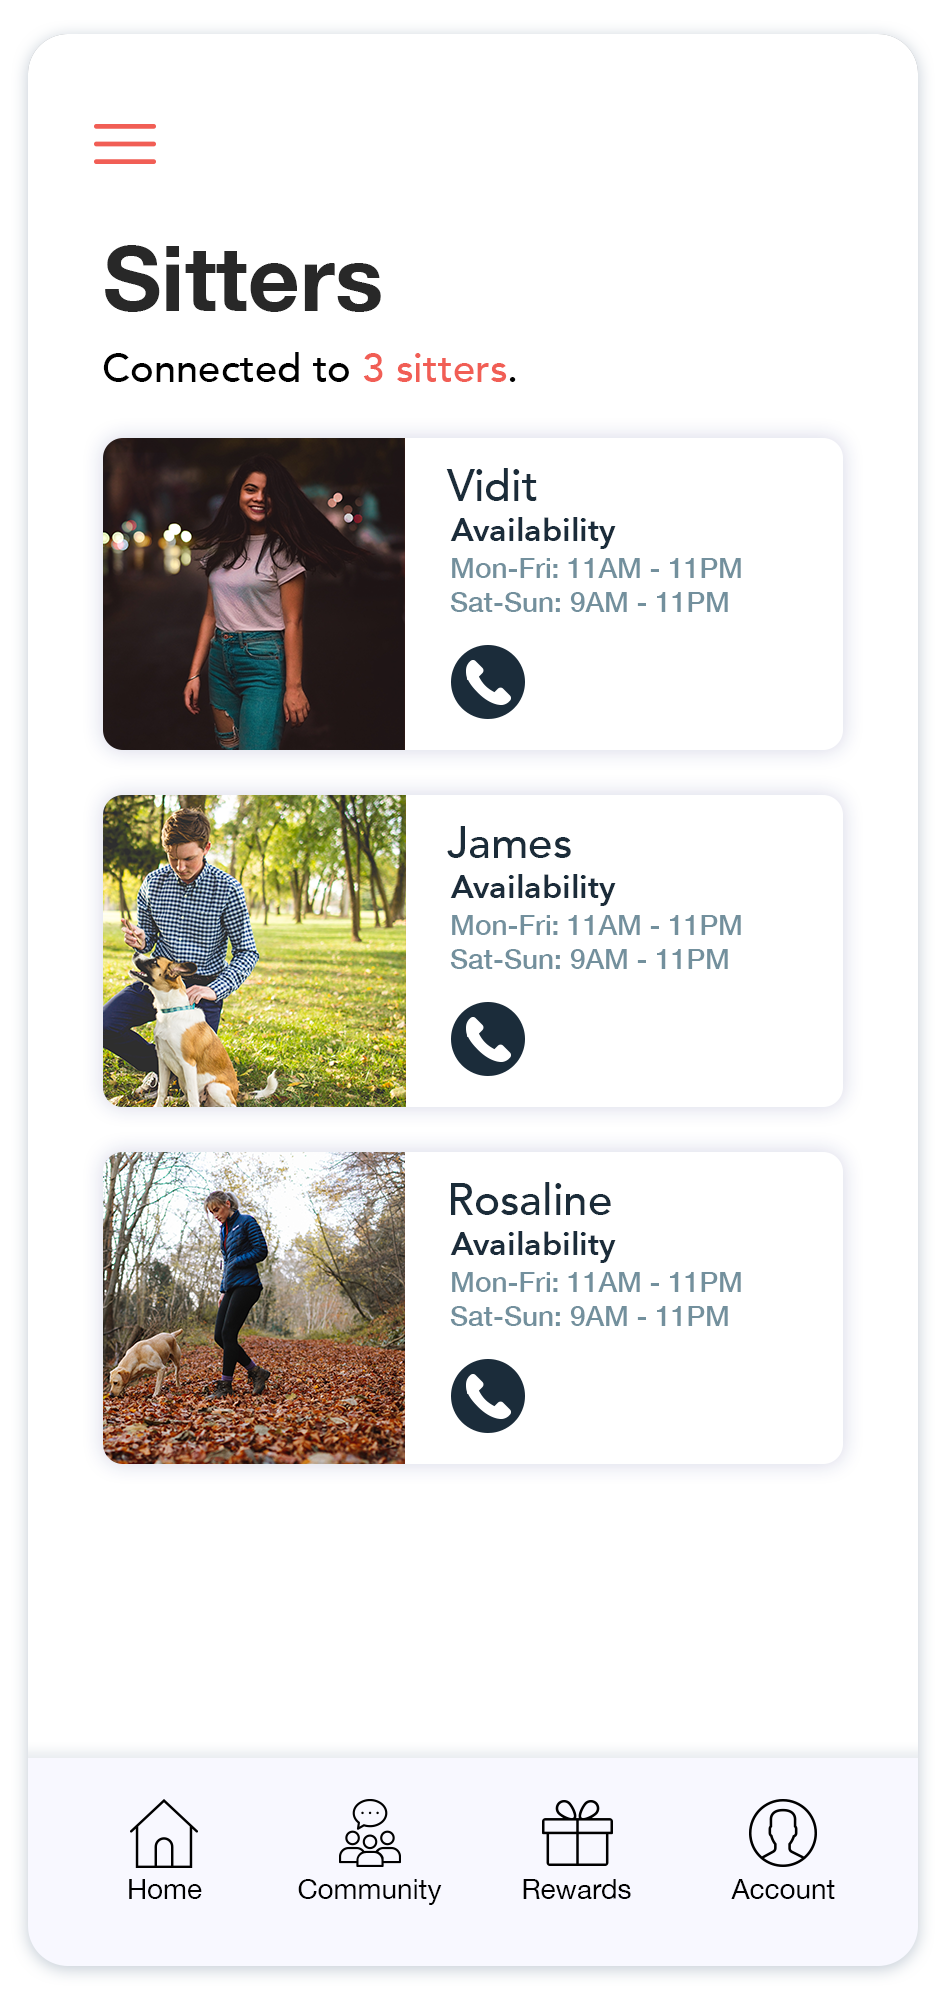 Sitters
Connected to 3 sitters.
Vidit
Availability
Mon-Fri: 11AM - 11PM
Sat-Sun: 9AM - 11PM
James
Availability
Mon-Fri: 11AM - 11PM
Sat-Sun: 9AM - 11PM
Rosaline
Availability
Mon-Fri: 11AM - 11PM
Sat-Sun: 9AM - 11PM
Home
Community
Rewards
Account